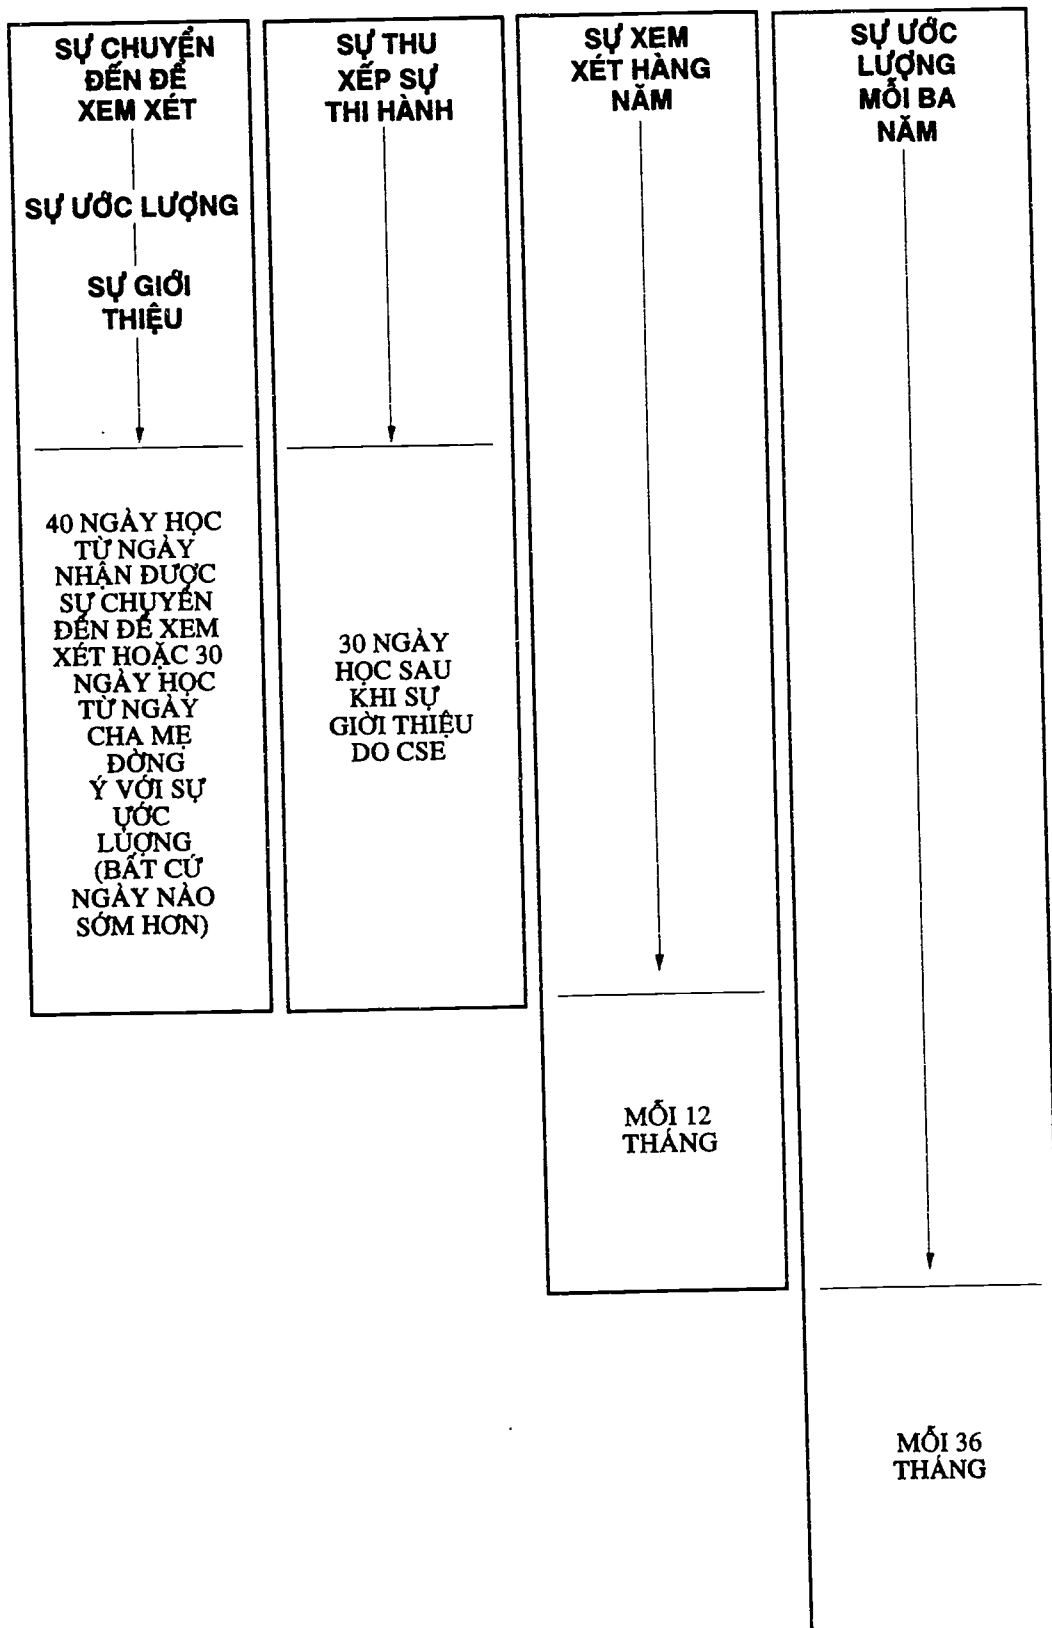 SỰ CHUYỂN
ĐẾN ĐỂ
XEM XÉT
SỰ ƯỚC LƯỢNG
SỰ GIỚI
THIỆU
40 NGÀY HỌC
TỪ NGÀY
NHẬN ĐƯỢC
SỰ CHUYỂN
ĐẾN ĐỂ XEM
XÉT HOẶC 30
NGÀY HỌC
TỪ NGÀY
CHA MẸ
ĐỜNG
Ý VỚI SỰ
ƯỚC
LƯỢNG
(BẤT CỨ
NGÀY NÀO
SỚM HƠN)
SỰ THU
XẾP SỰ
THI HÀNH
30 NGÀY
HỌC SAU
KHI SỰ
GIỜI THIỆU
DO CSE
SỰ XEM
XÉT HÀNG
NĂM
MỖI 12
THÁNG
SỰ ƯỚC
LƯỢNG
MỖI BA
NĂM
MỖI 36
THÁNG